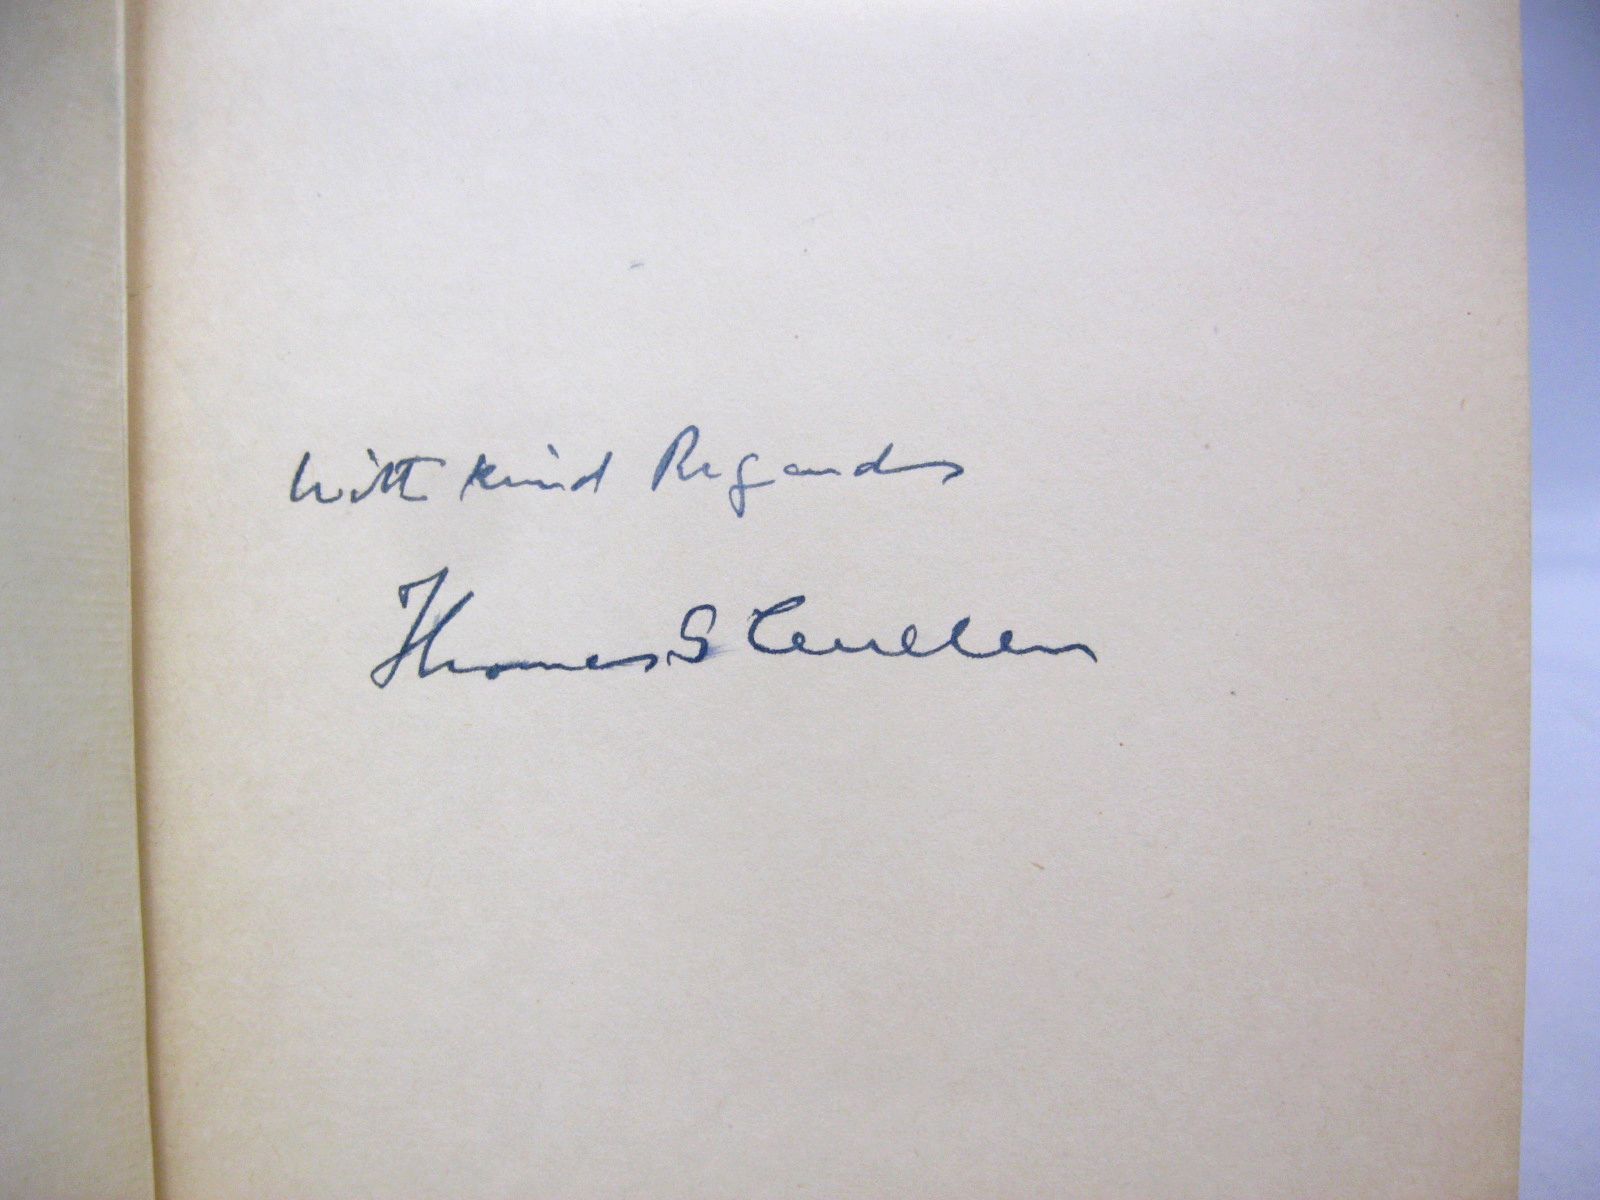 With kind Regards
Thomas S Cullen